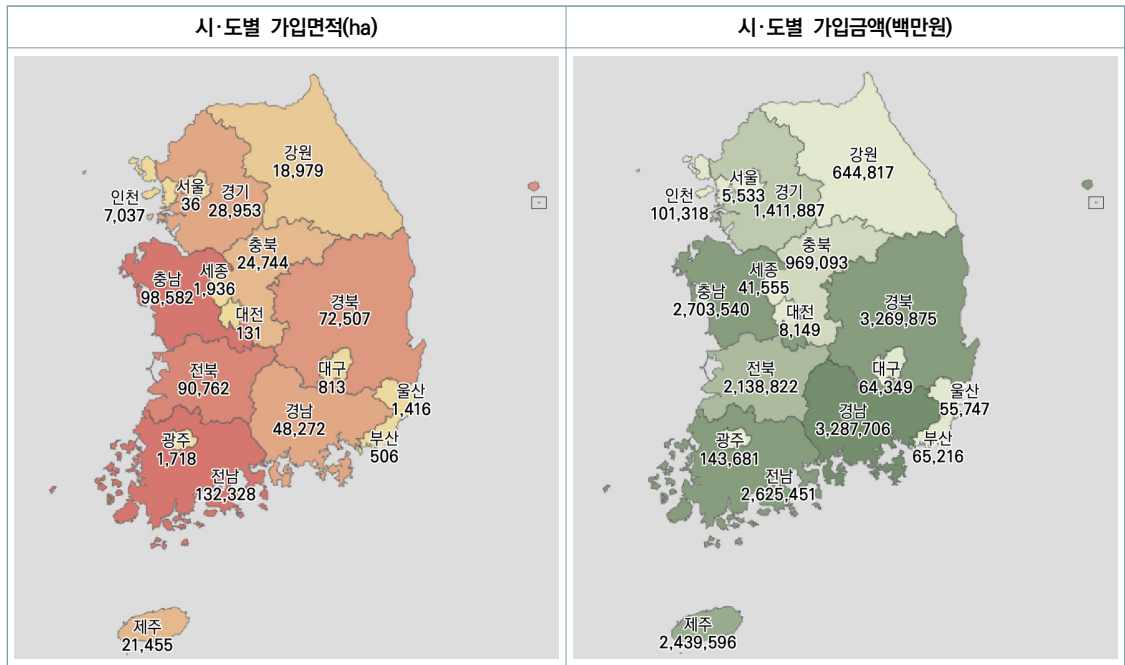 시·도별 가입면적(ha)
강원
18,979
서울
36
경기
28,953
인천
7,037
충북
24,744
세종
1,936
충남
98,582
대전
131
경북
72,507
전북
90,762
대구
813
울산
1,416
경남
48,272
부산
506
광주
1,718
전남
132,328
제주
21,455
시·도별 가입금액(백만원)
강원
644,817
서울
5,533
경기
1,411,887
인천
101,318
충북
969,093
세종
41,555
충남
2,703,540
대전
8,149
경북
3,269,875
전북
2,138,822
대구
64,349
울산
55,747
경남
3,287,706
부산
65,216
광주
143,681
전남
2,625,451
제주
2,439,596